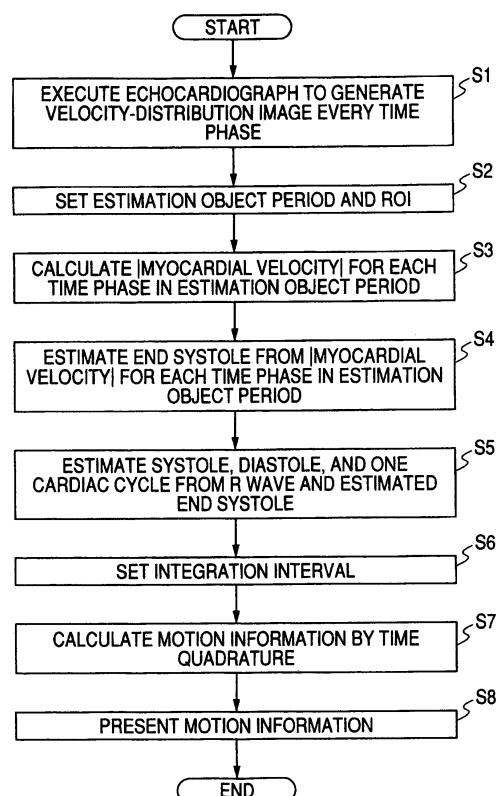 START
S1
EXECUTE ECHOCARDIOGRAPH TO GENERATE
VELOCITY-DISTRIBUTION IMAGE EVERY TIME
PHASE
S2
SET ESTIMATION OBJECT PERIOD AND ROI
S3
CALCULATE |MYOCARDIAL VELOCITY| FOR EACH
TIME PHASE IN ESTIMATION OBJECT PERIOD
S4
ESTIMATE END SYSTOLE FROM |MYOCARDIAL
VELOCITY| FOR EACH TIME PHASE IN ESTIMATION
OBJECT PERIOD
S5
ESTIMATE SYSTOLE, DIASTOLE, AND ONE
CARDIAC CYCLE FROM R WAVE AND ESTIMATED
END SYSTOLE
S6
SET INTEGRATION INTERVAL
S7
CALCULATE MOTION INFORMATION BY TIME
QUADRATURE
S8
PRESENT MOTION INFORMATION
END